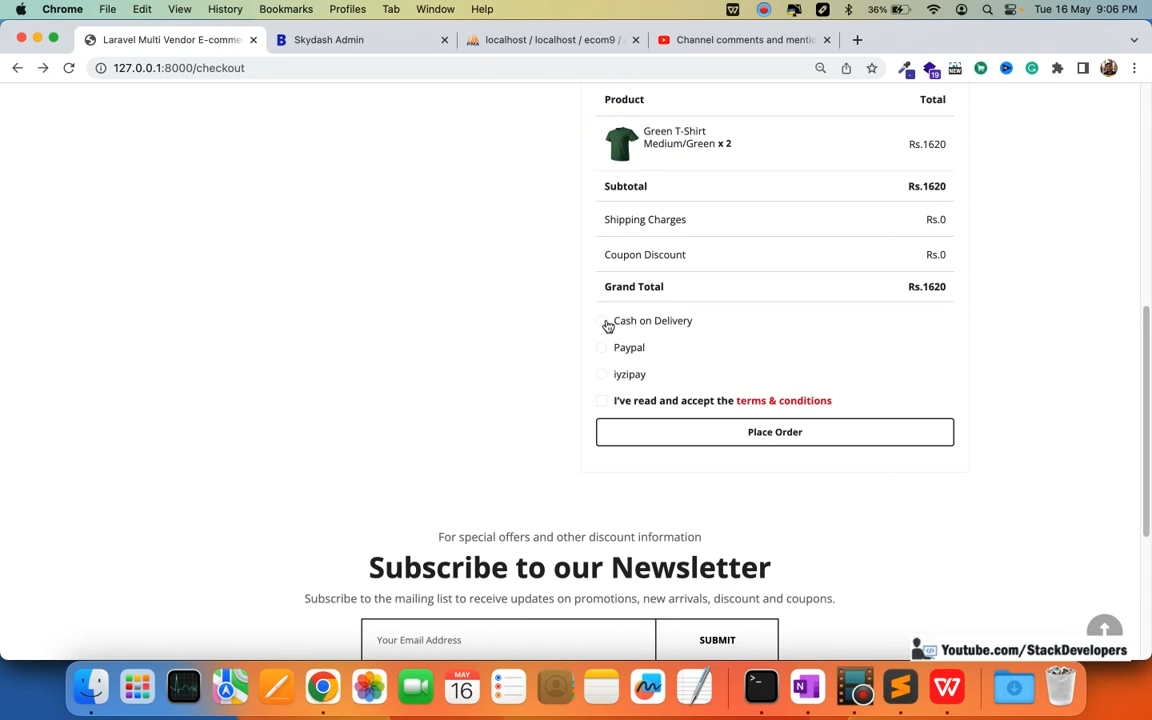 Chrome File Edit View History Bookmarks Profiles Tab Window Help 36% Tue 16 May 9:06 PM
Laravel Multi Vendor E-comme
Skydash Admin
localhost / localhost / ecom9 /
Channel comments and mentic
127.0.0.1:8000/checkout
19
NEW
Product Total
Green T-Shirt
Medium/Green x 2 Rs.1620
Subtotal Rs.1620
Shipping Charges Rs.0
Coupon Discount Rs.0
Grand Total Rs.1620
Cash on Delivery
Paypal
iyzipay
I've read and accept the terms & conditions
Place Order
For special offers and other discount information
Subscribe to our Newsletter
Subscribe to the mailing list to receive updates on promotions, new arrivals, discount and coupons.
Your Email Address SUBMIT
Youtube.com/StackDevelopers
MAY
16